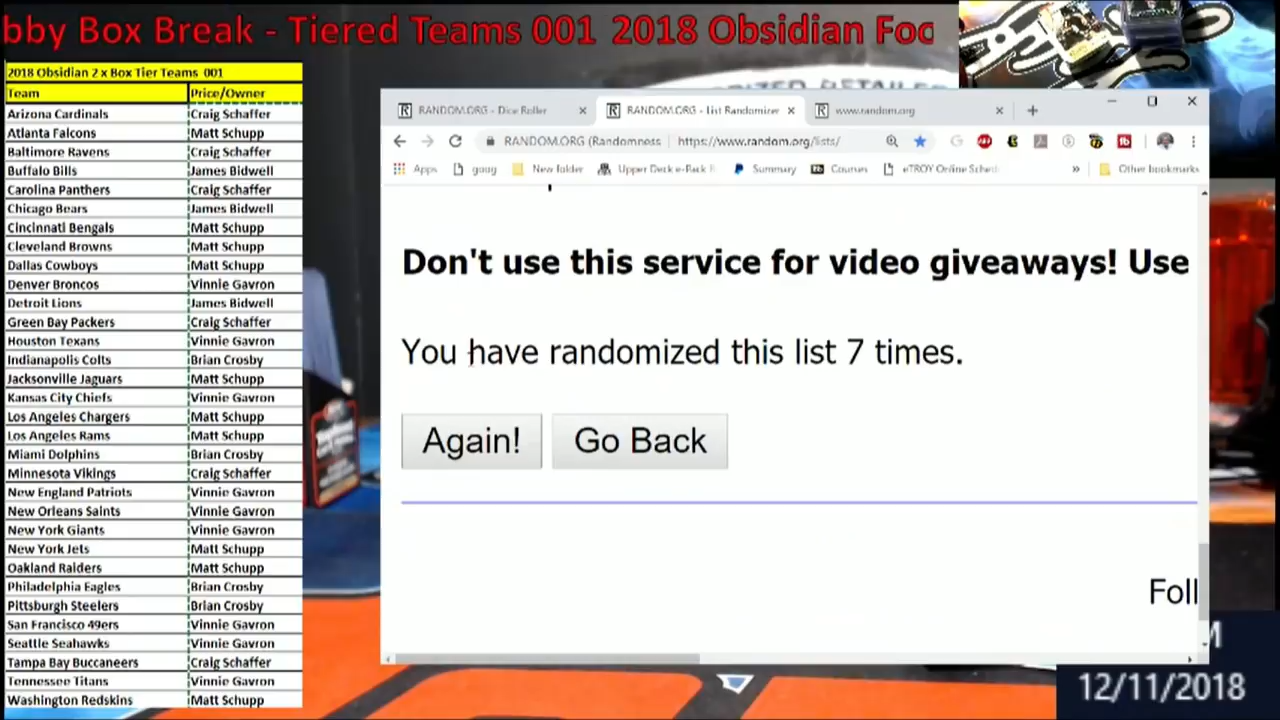 bby Box Break - Tiered Teams 001 2018 Obsidian Foo
2018 Obsidian 2 x Box Tier Teams 001
Team Price/Owner
Arizona Cardinals Craig Schaffer
Atlanta Falcons Matt Schupp
Baltimore Ravens Craig Schaffer
Buffalo Bills James Bidwell
Carolina Panthers Craig Schaffer
Chicago Bears James Bidwell
Cincinnati Bengals Matt Schupp
Cleveland Browns Matt Schupp
Dallas Cowboys Matt Schupp
Denver Broncos Vinnie Gavron
Detroit Lions James Bidwell
Green Bay Packers Craig Schaffer
Houston Texans Vinnie Gavron
Indianapolis Colts Brian Crosby
Jacksonville Jaguars Matt Schupp
Kansas City Chiefs Vinnie Gavron
Los Angeles Chargers Matt Schupp
Los Angeles Rams Matt Schupp
Miami Dolphins Brian Crosby
Minnesota Vikings Craig Schaffer
New England Patriots Vinnie Gavron
New Orleans Saints Vinnie Gavron
New York Giants Vinnie Gavron
New York Jets Matt Schupp
Oakland Raiders Matt Schupp
Philadelphia Eagles Brian Crosby
Pittsburgh Steelers Brian Crosby
San Francisco 49ers Vinnie Gavron
Seattle Seahawks Vinnie Gavron
Tampa Bay Buccaneers Craig Schaffer
Tennessee Titans Vinnie Gavron
Washington Redskins Matt Schupp
RANDOM.ORG - Dice Roller RANDOM.ORG - List Randomizer www.random.org
RANDOM.ORG (Randomness https://www.random.org/lists/
Apps goug New folder Upper Deck e-Pack Summary Courses eTROY Online Sched » Other bookmarks
Don't use this service for video giveaways! Use
You have randomized this list 7 times.
Again! Go Back
Foll
M
12/11/2018